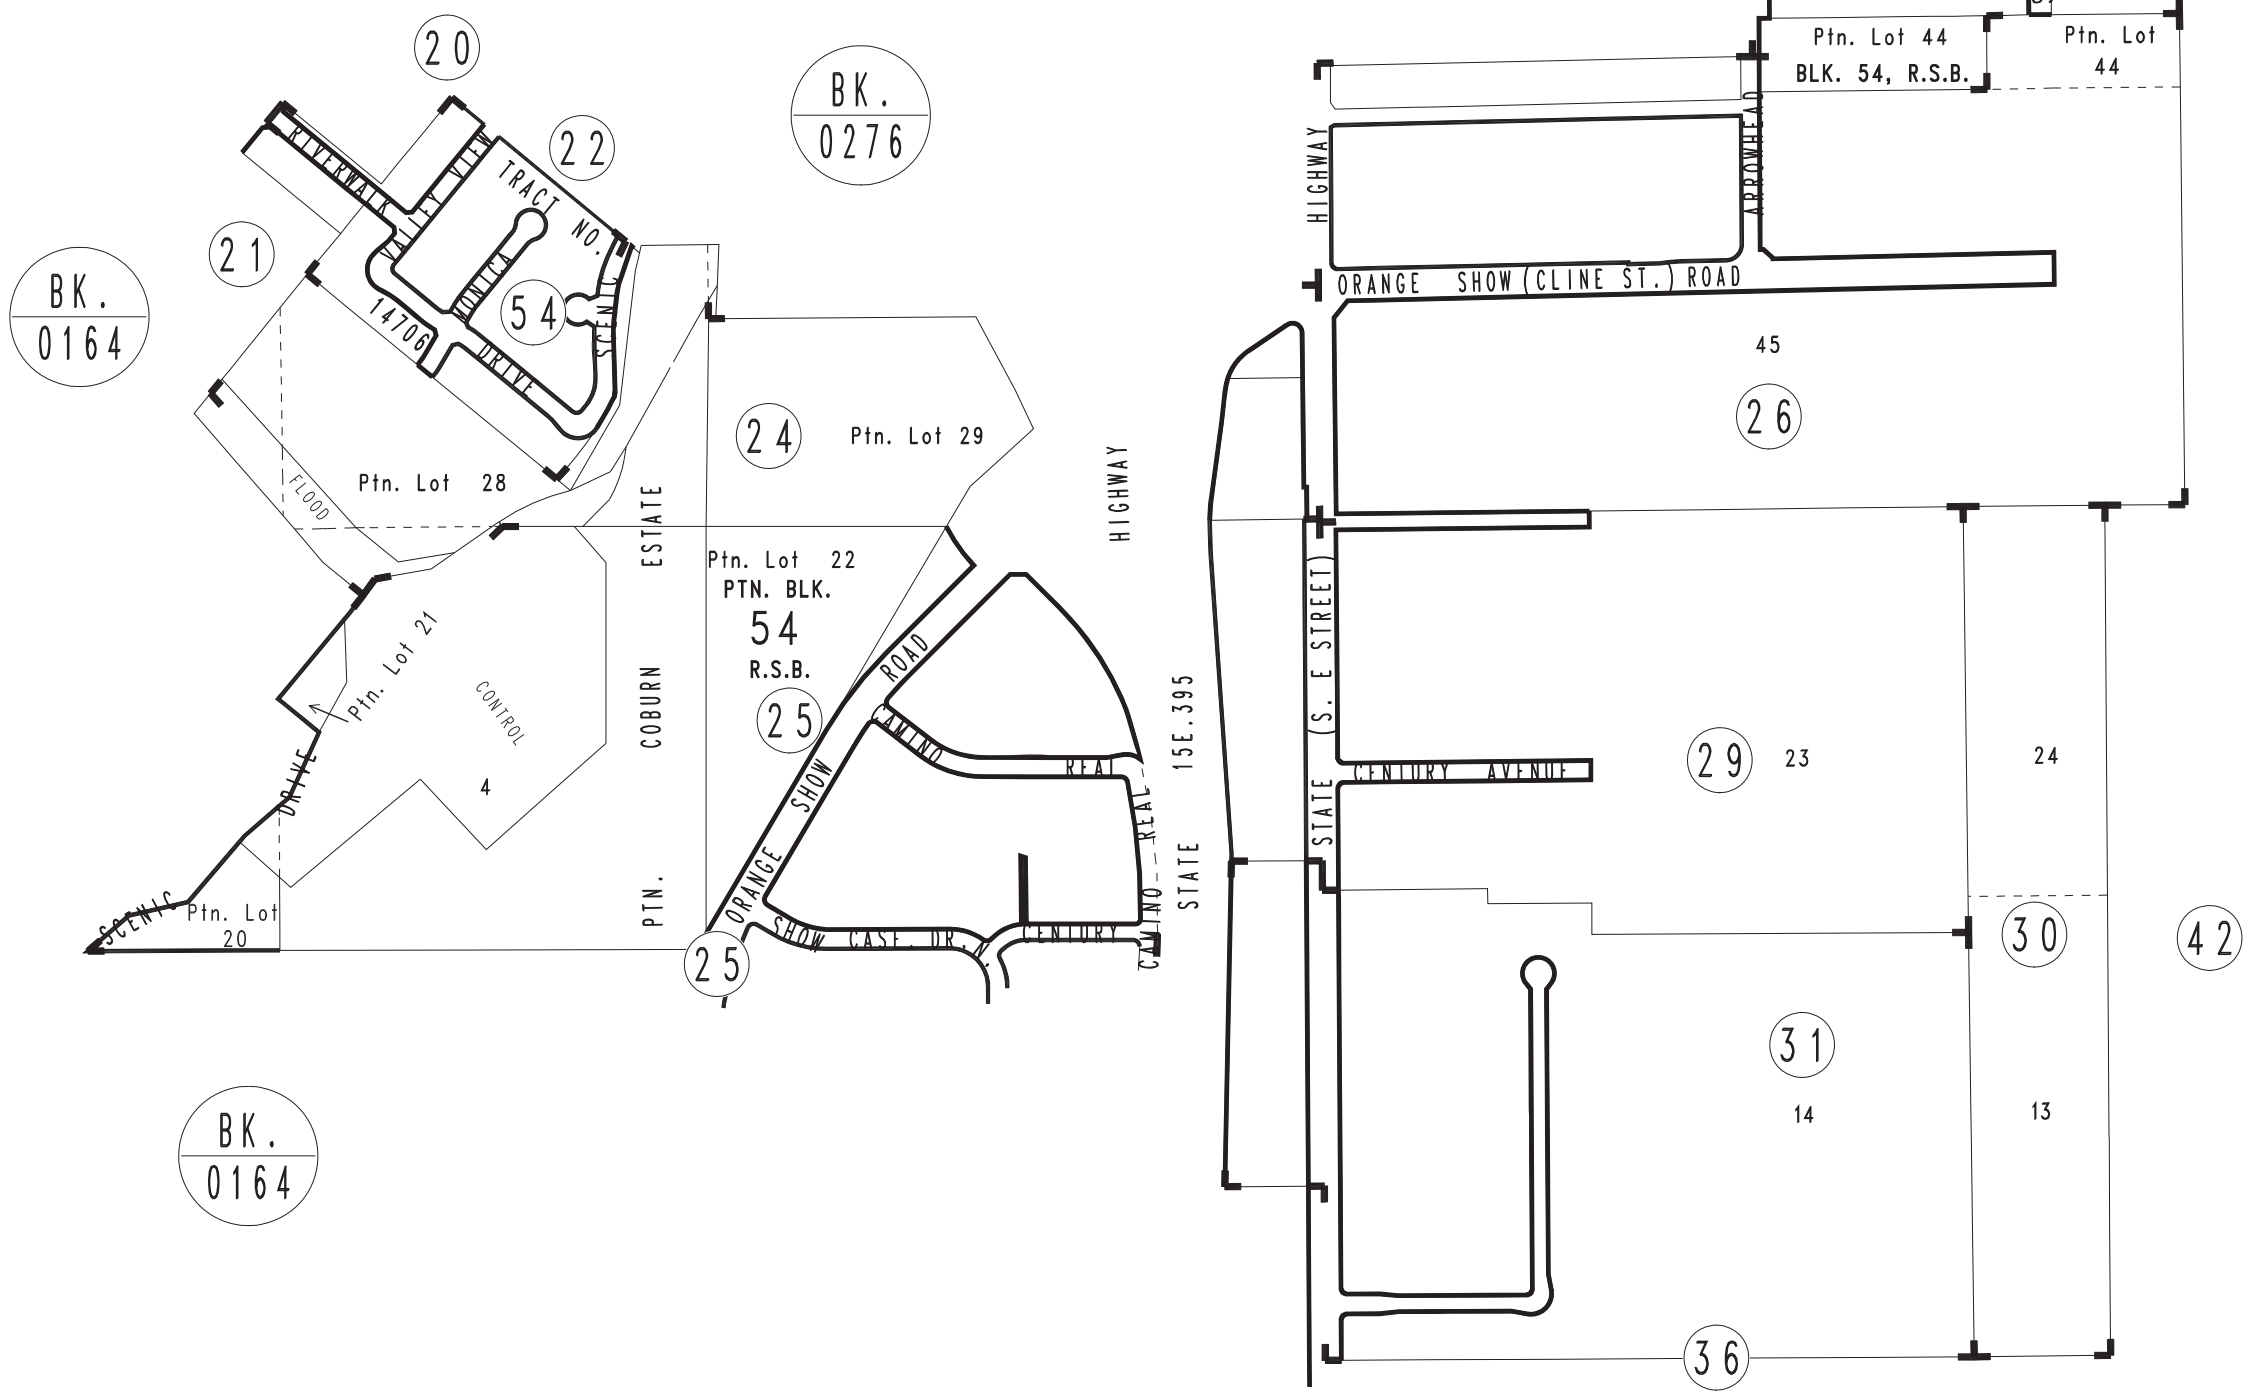 20
BK.
0276
22
21
BK.
0164
RIVERWALK
VALLEY VIEW
TRACT NO.
14706
MONICA
DRIVE
SCENIC
54
Ptn. Lot 44
BLK. 54, R.S.B.
Ptn. Lot
44
HIGHWAY
ARROWHEAD
ORANGE SHOW (CLINE ST.) ROAD
45
26
24
Ptn. Lot 29
Ptn. Lot 28
FLOOD
CONTROL
Ptn. Lot 21
4
PTN. COBURN ESTATE
Ptn. Lot 22
PTN. BLK.
54
R.S.B.
25
ORANGE SHOW ROAD
CAMINO REAL
CAMINO REAL
STATE 15E.395 HIGHWAY
STATE (S. E STREET)
CENTURY AVENUE
29
23
24
SCENIC DRIVE
Ptn. Lot
20
25
SHOW CASE. DR. N.
CENTURY
30
42
31
14
13
BK.
0164
36